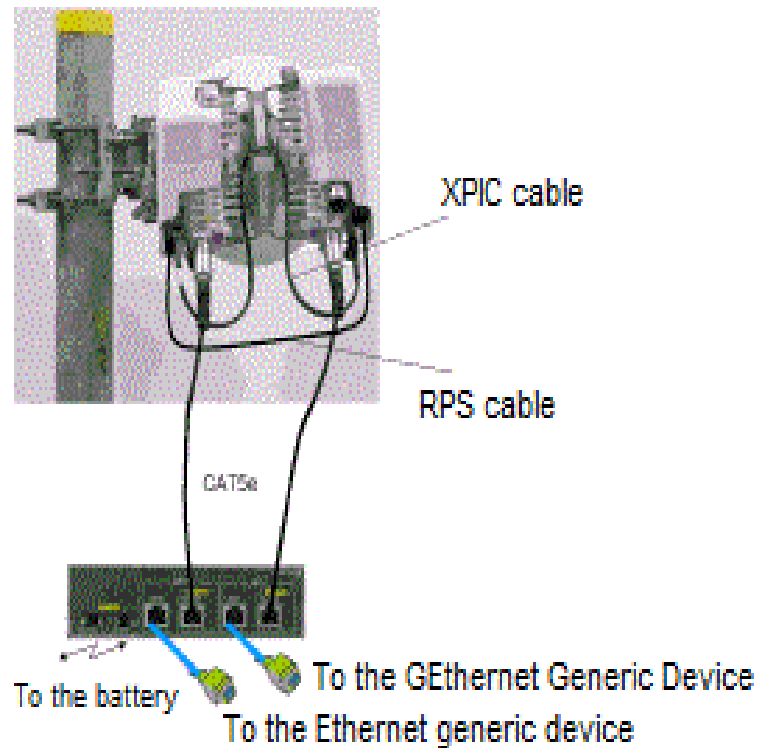 XPIC cable
RPS cable
CAT5e
To the battery
To the GEthernet Generic Device
To the Ethernet generic device